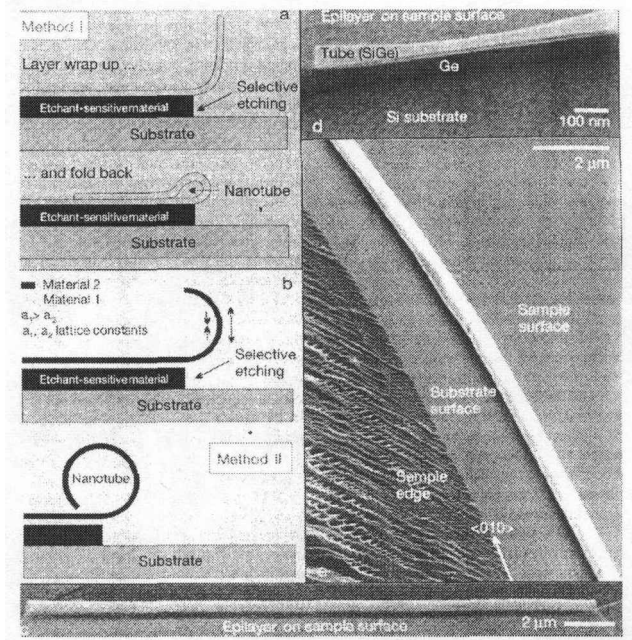 a
Method I
Layer wrap up ...
Selective
etching
Etchant-sensitive material
Substrate
... and fold back
Nanotube
Etchant-sensitive material
Substrate
b
Material 2
Material 1
a₁> a₂
a₁, a₂ lattice constants
Selective
etching
Etchant-sensitive material
Substrate
Method II
Nanotube
Substrate
Epilayer on sample surface
Tube (SiGe)
Ge
Si substrate
100 nm
d
2 µm
Sample
surface
Substrate
surface
Sample
edge
<010>
c
Epilayer on sample surface
2 µm